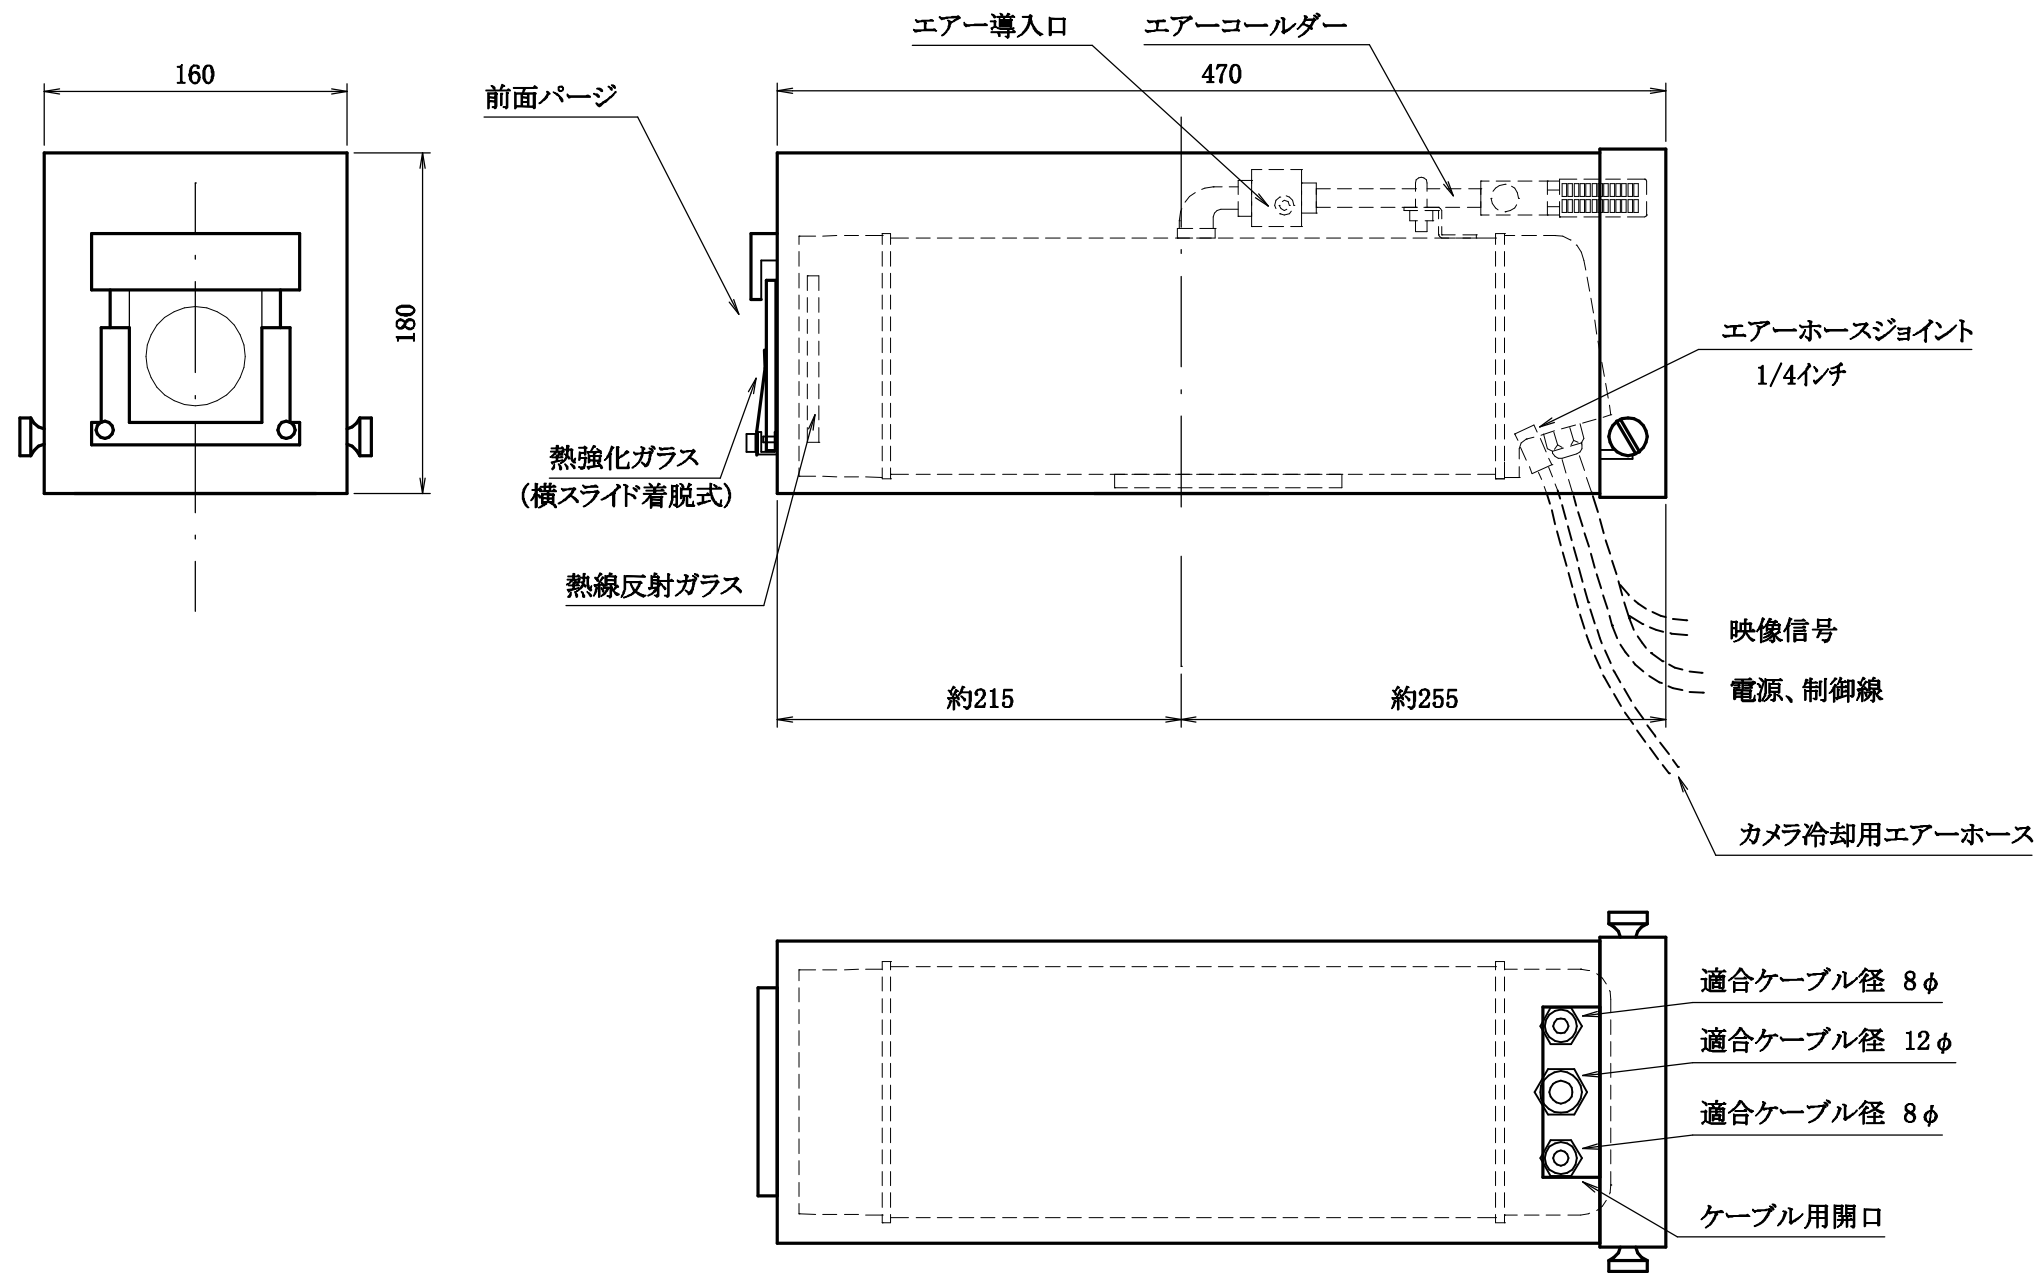 エアー導入口
エアーコールダー
160
470
前面パージ
180
エアーホースジョイント
1/4インチ
熱強化ガラス
(横スライド着脱式)
熱線反射ガラス
映像信号
電源、制御線
約215
約255
カメラ冷却用エアーホース
適合ケーブル径 8φ
適合ケーブル径 12φ
適合ケーブル径 8φ
ケーブル用開口